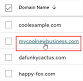 Domain Name
coolexample.com
mycoolnewbusiness.com
dafunkycactus.com
happy-fox.com